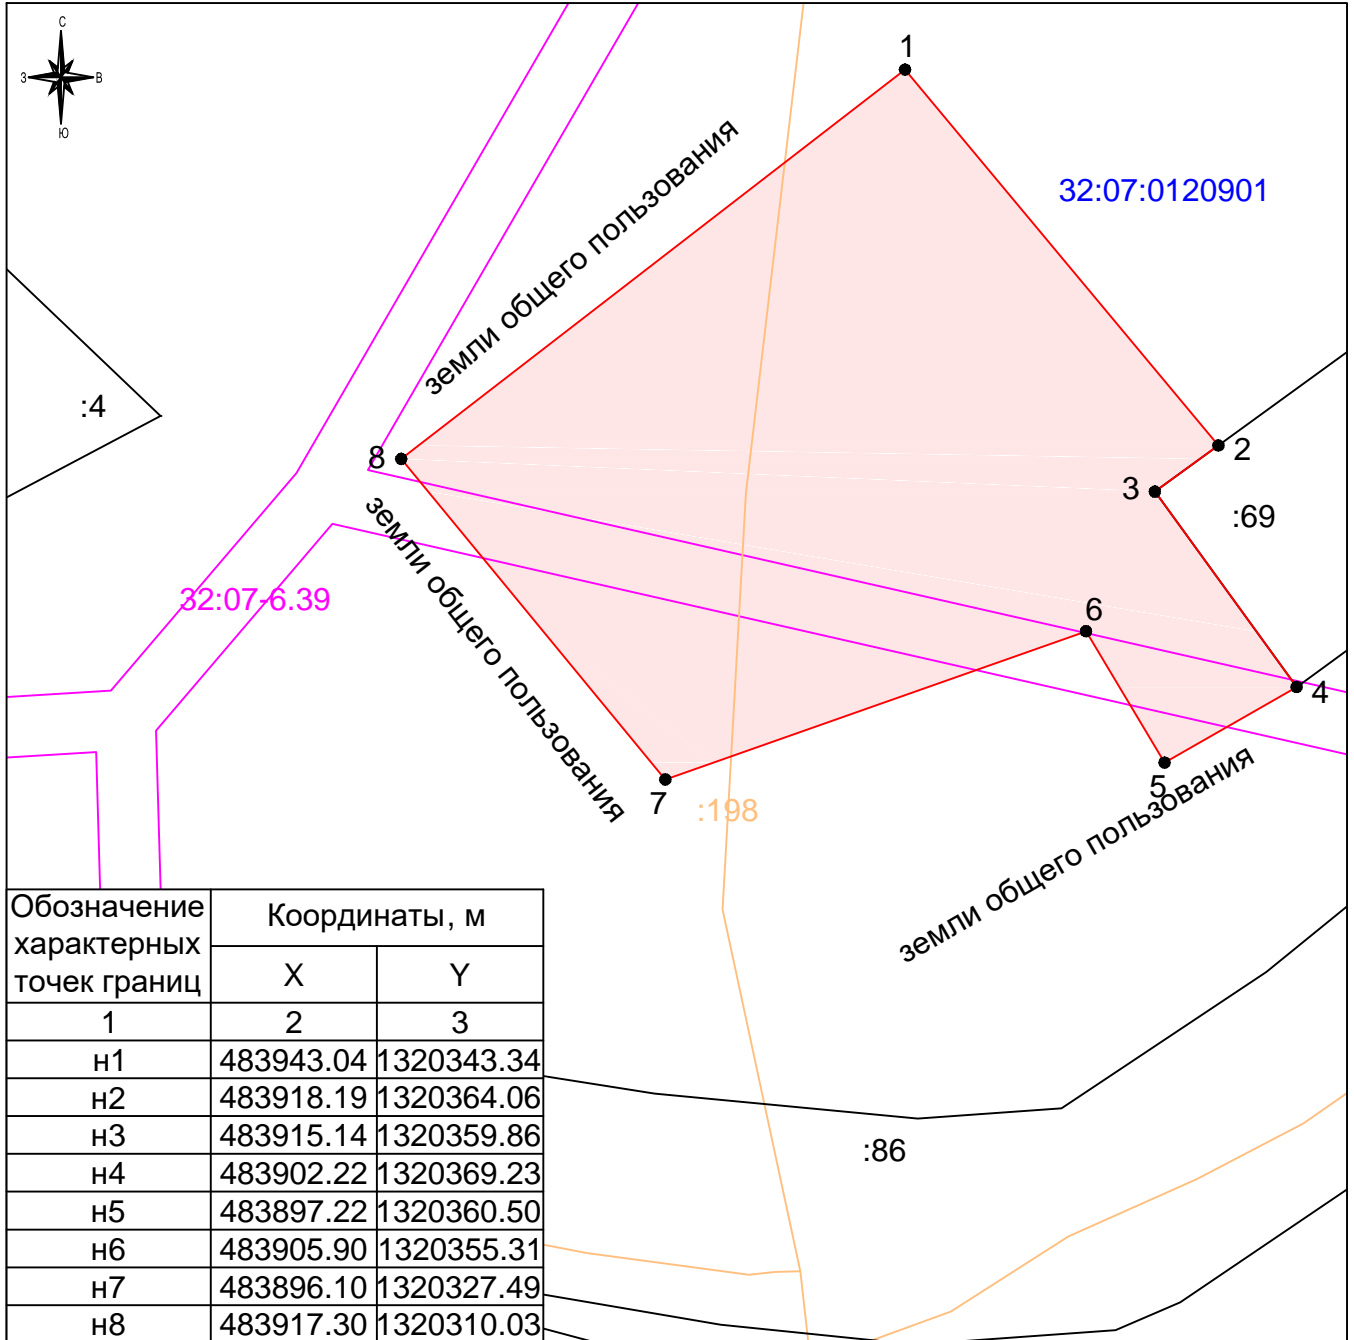 С
З
В
Ю
1
земли общего пользования
32:07:0120901
:4
8
2
3
:69
земли общего пользования
32:07-6.39
6
4
5
7
:198
земли общего пользования
:86
Обозначение характерных точек границ
Координаты, м
X Y
1 2 3
н1 483943.04 1320343.34
н2 483918.19 1320364.06
н3 483915.14 1320359.86
н4 483902.22 1320369.23
н5 483897.22 1320360.50
н6 483905.90 1320355.31
н7 483896.10 1320327.49
н8 483917.30 1320310.03